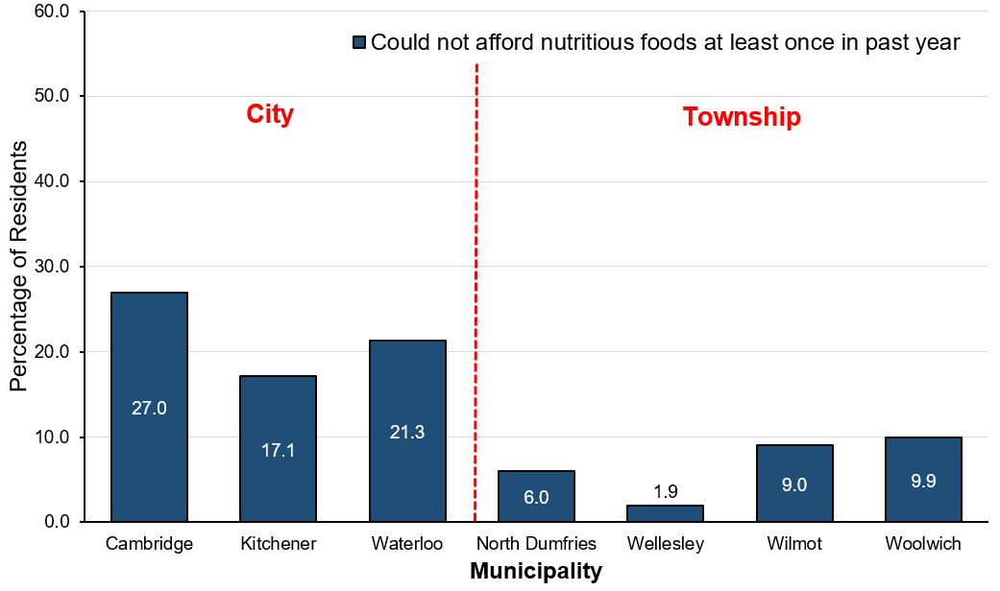 60.0
Could not afford nutritious foods at least once in past year
50.0
City
Township
40.0
30.0
20.0
10.0
0.0
Percentage of Residents
27.0
17.1
21.3
6.0
1.9
9.0
9.9
Cambridge
Kitchener
Waterloo
North Dumfries
Wellesley
Wilmot
Woolwich
Municipality